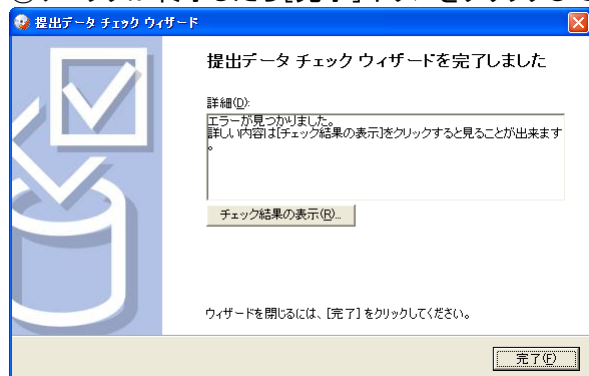 提出データ チェック ウィザード
提出データ チェック ウィザードを完了しました
詳細(D):
エラーが見つかりました。
詳しい内容は[チェック結果の表示]をクリックすると見ることが出来ます
。
チェック結果の表示(R)...
ウィザードを閉じるには、[完了] をクリックしてください。
完了(F)